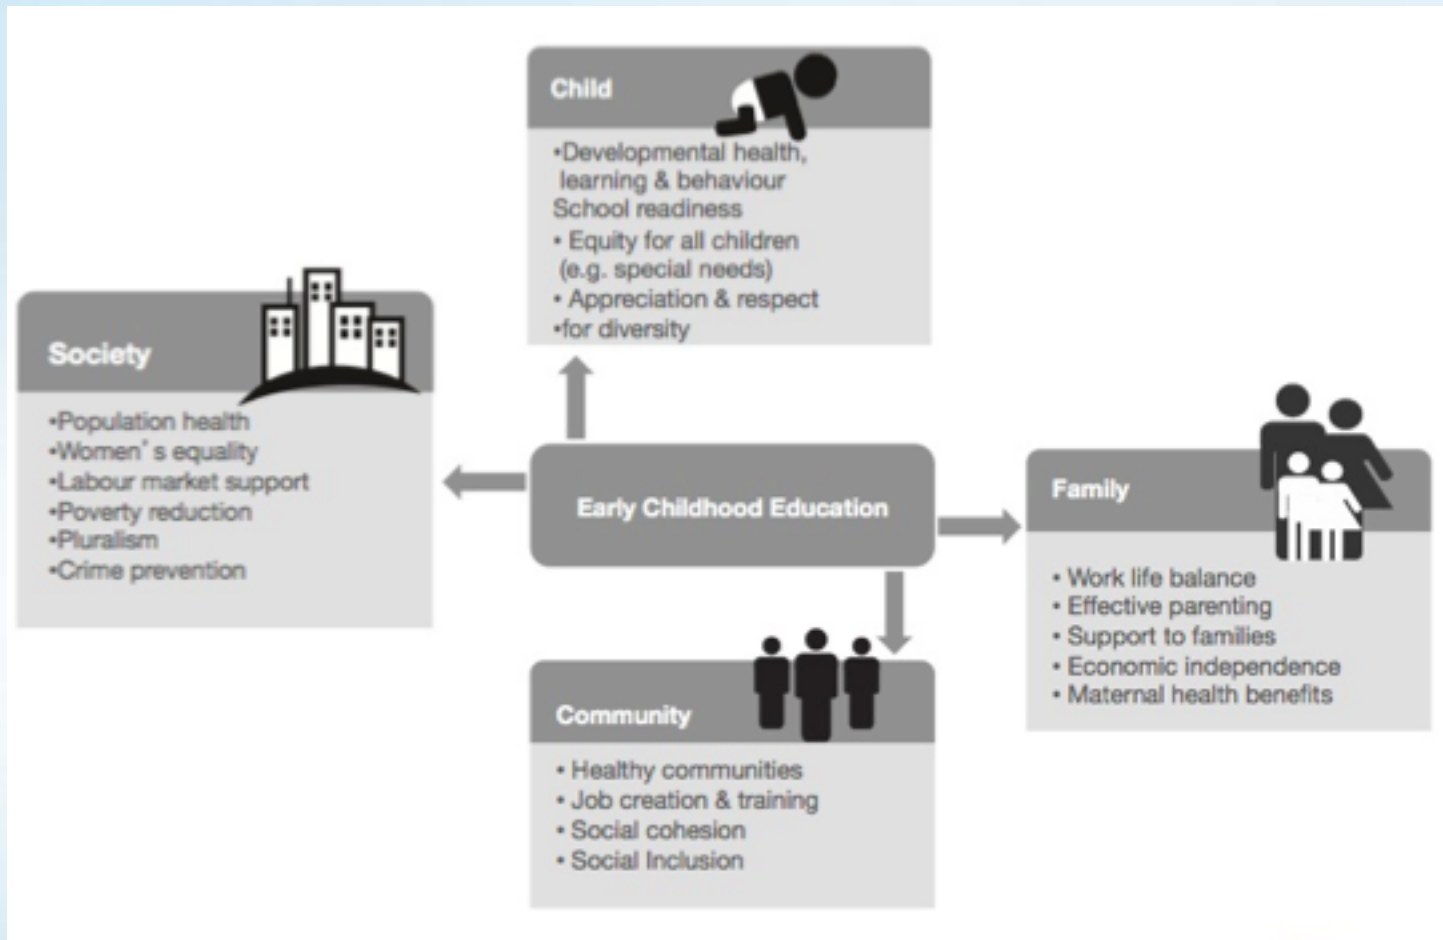 Child
•Developmental health,
learning & behaviour
School readiness
• Equity for all children
(e.g. special needs)
• Appreciation & respect
•for diversity
Society
•Population health
•Women's equality
•Labour market support
•Poverty reduction
•Pluralism
•Crime prevention
Early Childhood Education
Family
• Work life balance
• Effective parenting
• Support to families
• Economic independence
• Maternal health benefits
Community
• Healthy communities
• Job creation & training
• Social cohesion
• Social Inclusion